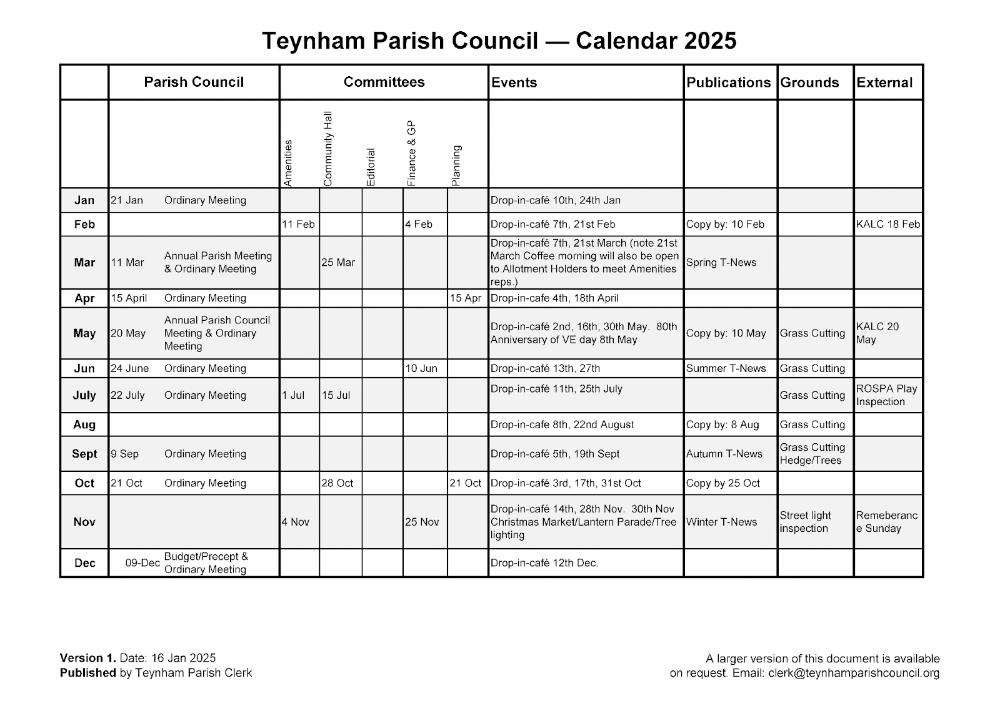 Teynham Parish Council — Calendar 2025
Parish Council Committees Events Publications Grounds External
Amenities
Community Hall
Editorial
Finance & GP
Planning
Jan 21 Jan Ordinary Meeting Drop-in-café 10th, 24th Jan
Feb 11 Feb 4 Feb Drop-in-café 7th, 21st Feb Copy by: 10 Feb KALC 18 Feb
Mar 11 Mar Annual Parish Meeting
& Ordinary Meeting
25 Mar
Drop-in-café 7th, 21st March (note 21st
March Coffee morning will also be open
to Allotment Holders to meet Amenities
reps.)
Spring T-News
Apr 15 April Ordinary Meeting 15 Apr Drop-in-cafe 4th, 18th April
May 20 May Annual Parish Council
Meeting & Ordinary
Meeting
Drop-in-café 2nd, 16th, 30th May. 80th
Anniversary of VE day 8th May
Copy by: 10 May Grass Cutting KALC 20
May
Jun 24 June Ordinary Meeting 10 Jun Drop-in-café 13th, 27th Summer T-News Grass Cutting
July 22 July Ordinary Meeting 1 Jul 15 Jul Drop-in-café 11th, 25th July Grass Cutting ROSPA Play
Inspection
Aug Drop-in-cafe 8th, 22nd August Copy by: 8 Aug Grass Cutting
Sept 9 Sep Ordinary Meeting Drop-in-café 5th, 19th Sept Autumn T-News Grass Cutting
Hedge/Trees
Oct 21 Oct Ordinary Meeting 28 Oct 21 Oct Drop-in-café 3rd, 17th, 31st Oct Copy by 25 Oct
Nov 4 Nov 25 Nov Drop-in-café 14th, 28th Nov. 30th Nov
Christmas Market/Lantern Parade/Tree
lighting
Winter T-News Street light
inspection
Remeberanc
e Sunday
Dec 09-Dec Budget/Precept &
Ordinary Meeting
Drop-in-café 12th Dec.
Version 1. Date: 16 Jan 2025
Published by Teynham Parish Clerk
A larger version of this document is available
on request. Email: clerk@teynhamparishcouncil.org